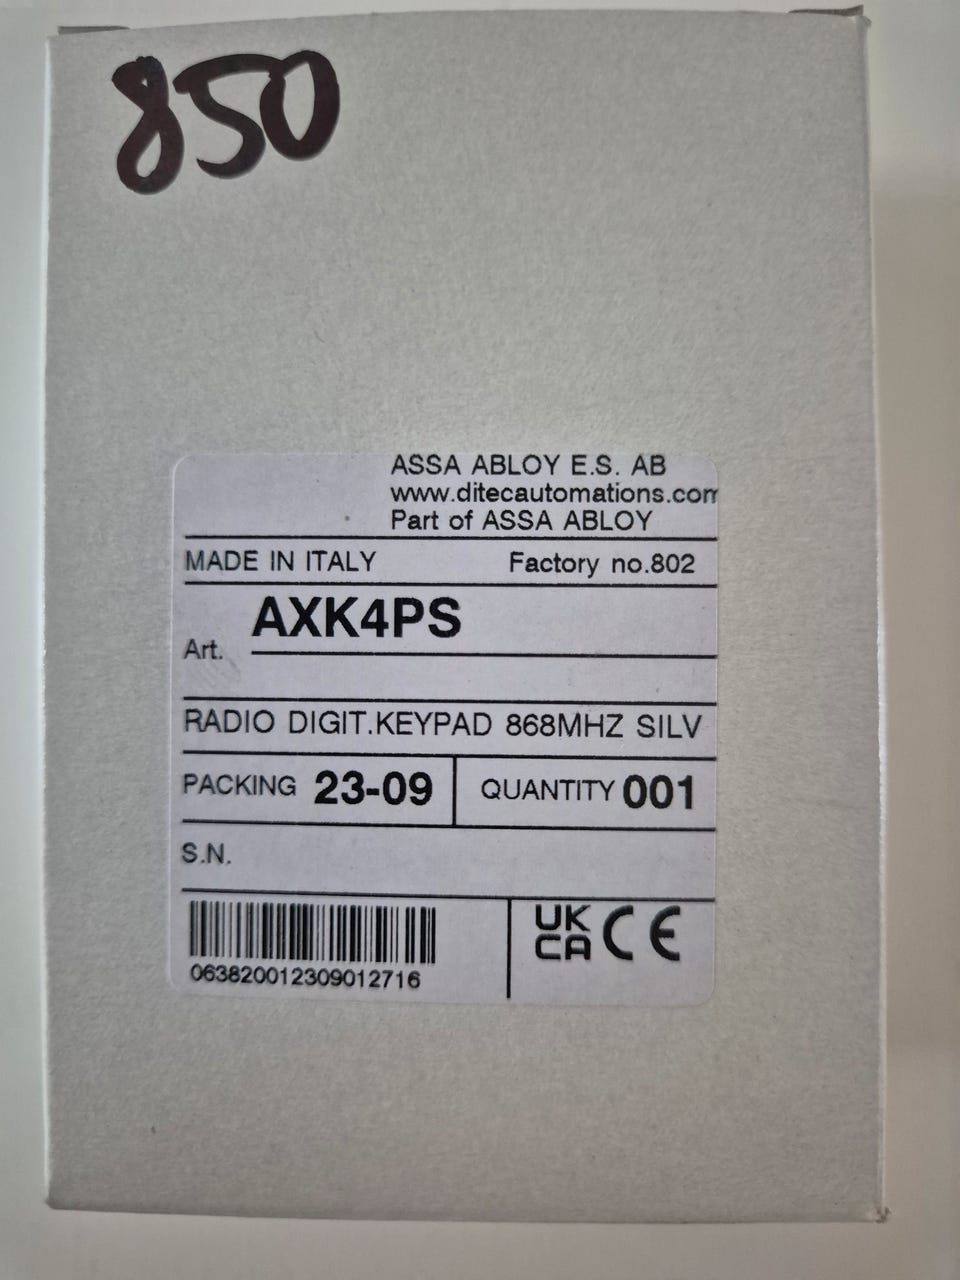 850
ASSA ABLOY E.S. AB
www.ditecautomations.com
Part of ASSA ABLOY
MADE IN ITALY Factory no.802
Art. AXK4PS
RADIO DIGIT.KEYPAD 868MHZ SILV
PACKING 23-09 QUANTITY 001
S.N.
UK
CA CE
063820012309012716